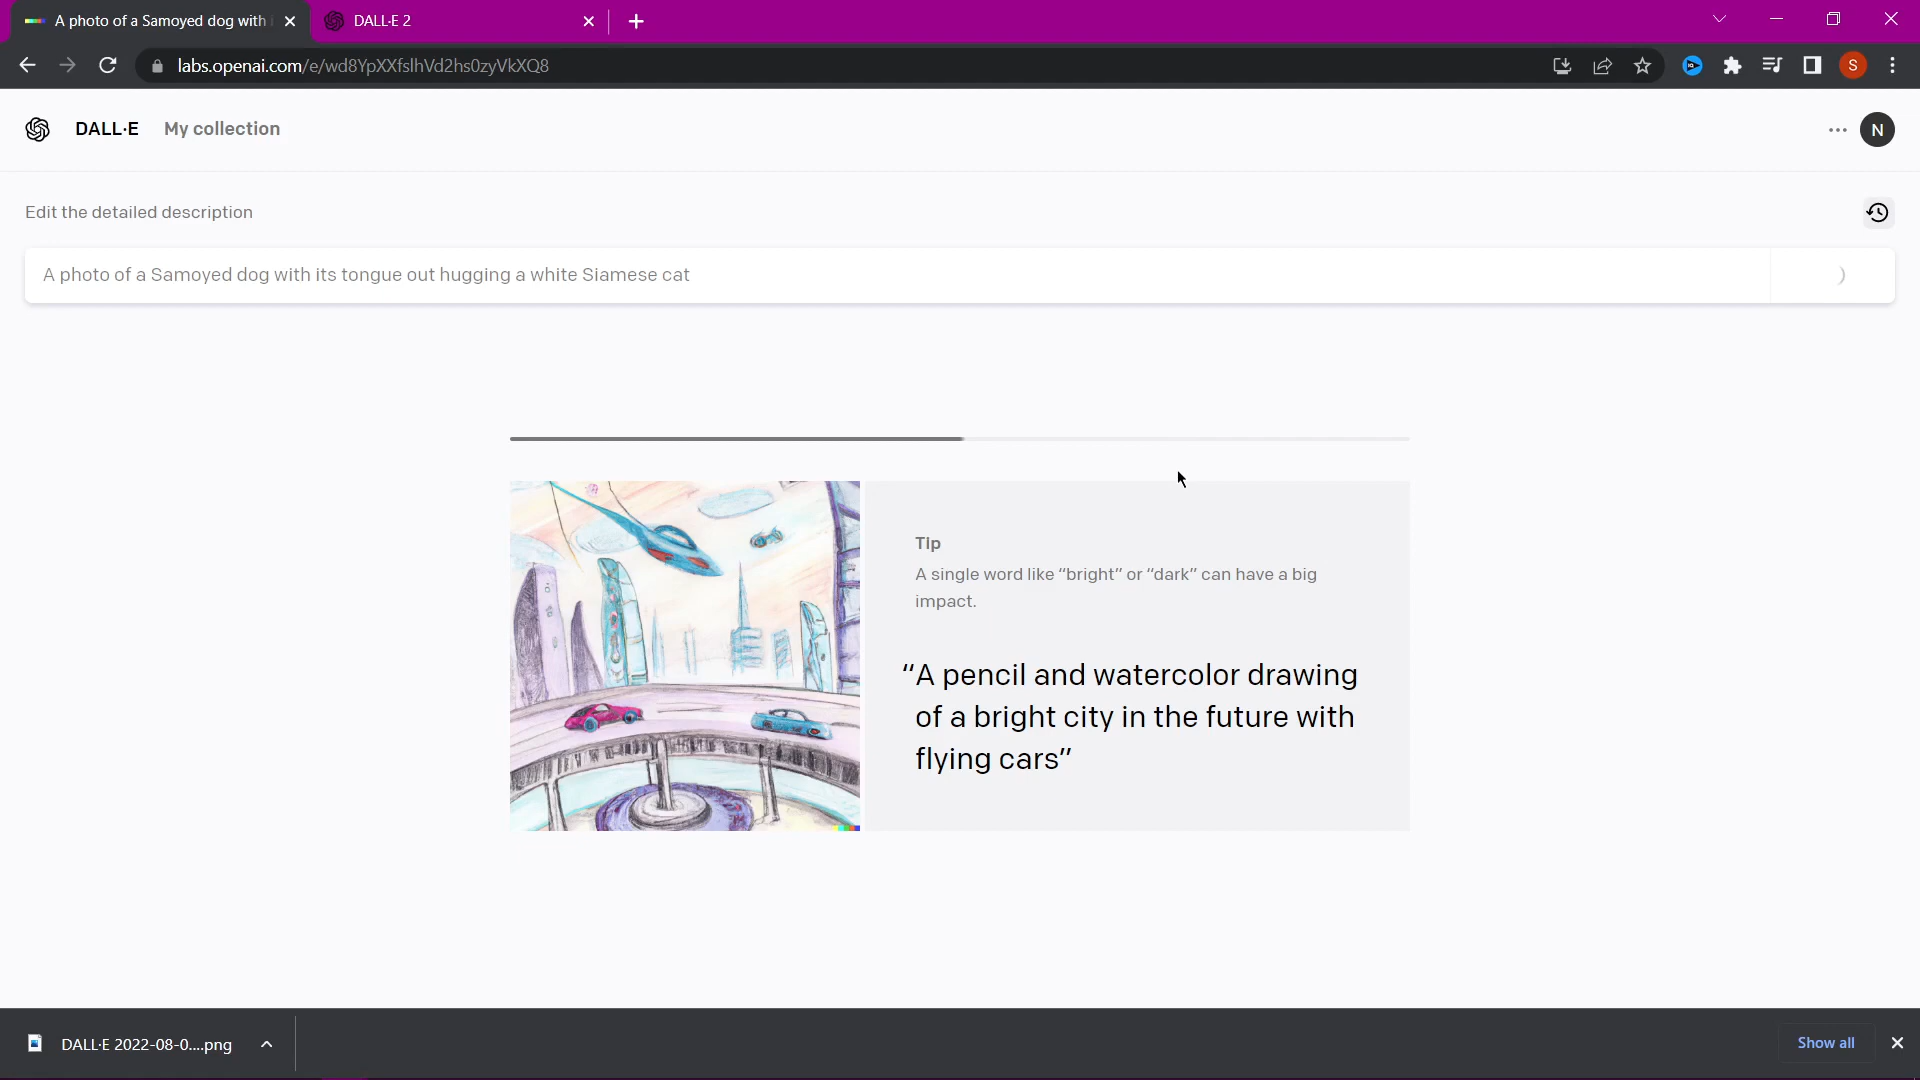 A photo of a Samoyed dog with
DALL·E 2
labs.openai.com/e/wd8YpXXfslhVd2hs0zyVkXQ8
S
DALL·E
My collection
N
Edit the detailed description
A photo of a Samoyed dog with its tongue out hugging a white Siamese cat
Tip
A single word like “bright” or “dark” can have a big
impact.
“A pencil and watercolor drawing
of a bright city in the future with
flying cars”
DALL·E 2022-08-0....png
Show all